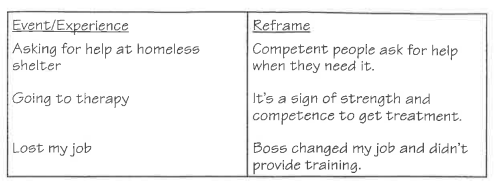 Event/Experience
Reframe
Asking for help at homeless
shelter
Competent people ask for help
when they need it.
Going to therapy
It's a sign of strength and
competence to get treatment.
Lost my job
Boss changed my job and didn't
provide training.